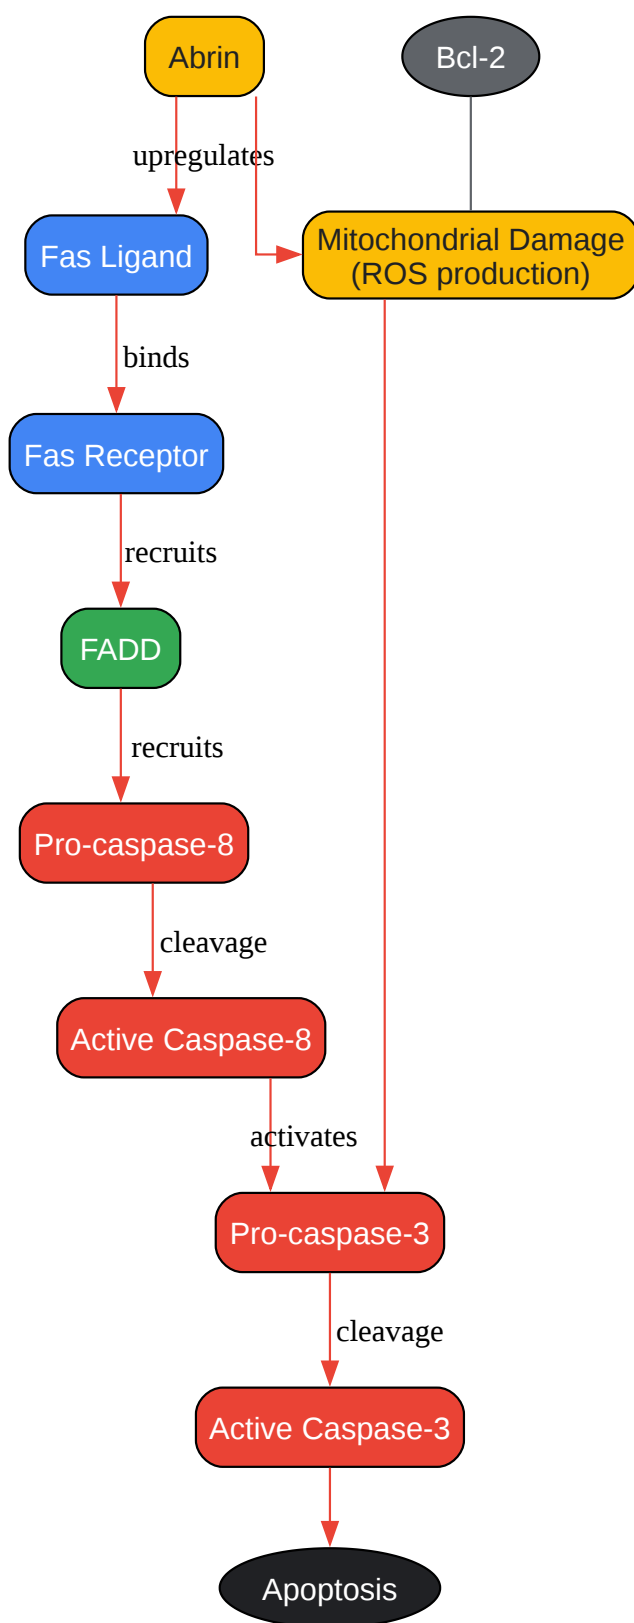 Abrin
Bcl-2
upregulates
Fas Ligand
Mitochondrial Damage
(ROS production)
binds
Fas Receptor
recruits
FADD
recruits
Pro-caspase-8
cleavage
Active Caspase-8
activates
Pro-caspase-3
cleavage
Active Caspase-3
Apoptosis